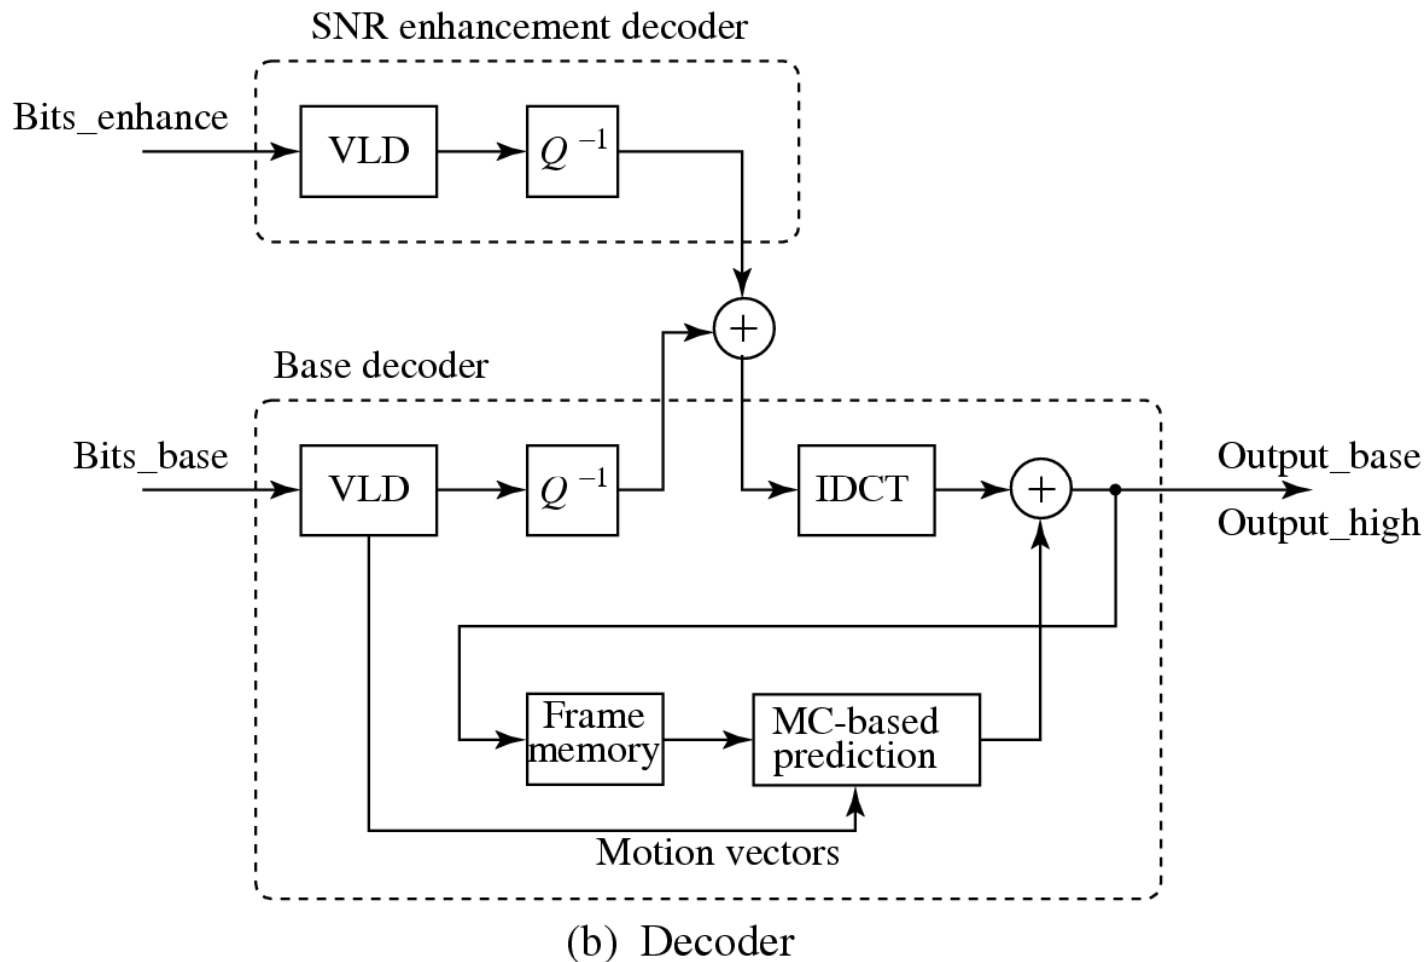 SNR enhancement decoder
Bits_enhance
VLD
Q⁻¹
+
Base decoder
Bits_base
VLD
Q⁻¹
IDCT
+
Output_base
Output_high
Frame
memory
MC-based
prediction
Motion vectors
(b) Decoder